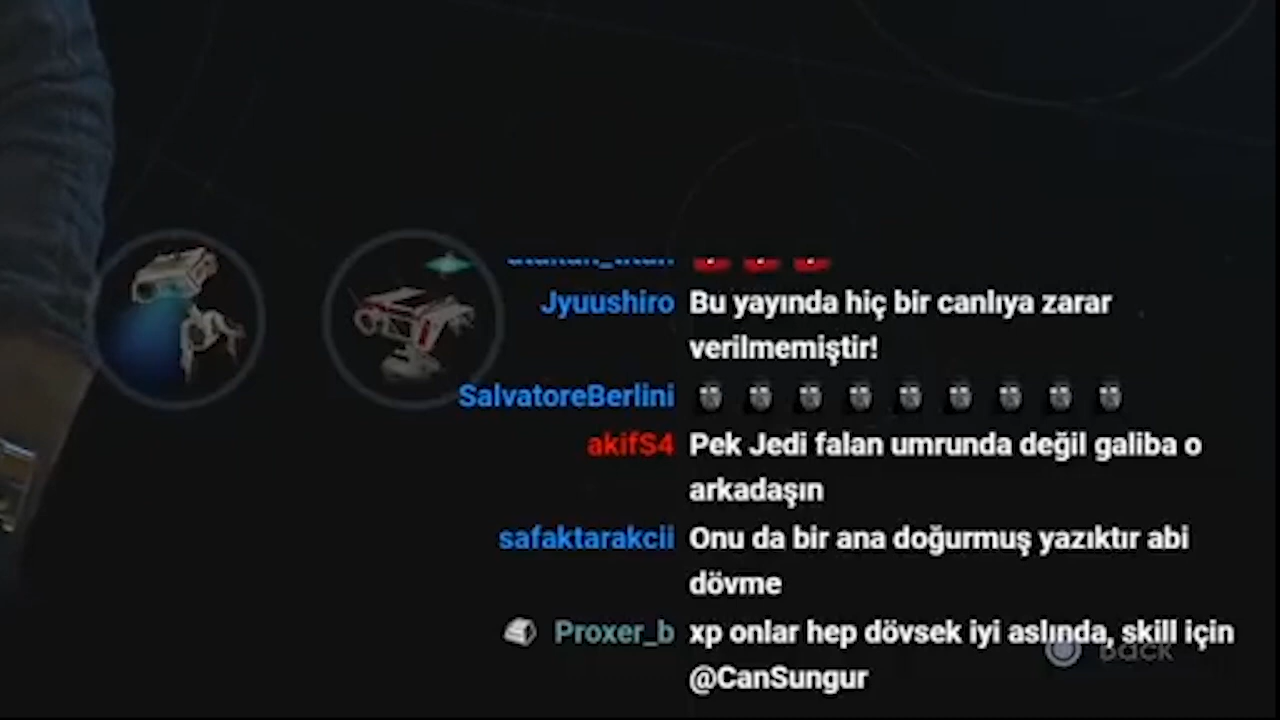 Jyuushiro Bu yayında hiç bir canlıya zarar
verilmemiştir!
SalvatoreBerlini
akifS4 Pek Jedi falan umrunda değil galiba o
arkadaşın
safaktarakcii Onu da bir ana doğurmuş yazıktır abi
dövme
Proxer_b xp onlar hep dövsek iyi aslında, skill için
BACK
@CanSungur